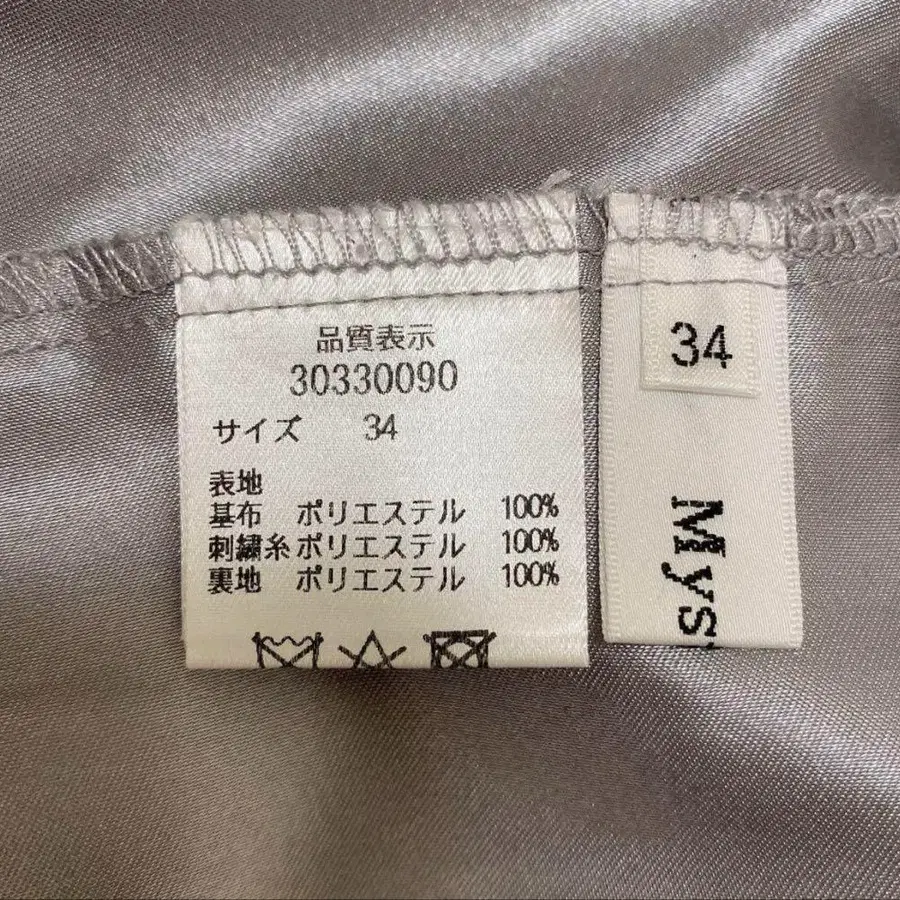 品質表示
30330090
サイズ 34
表地
基布 ポリエステル 100%
刺繍糸ポリエステル 100%
裏地 ポリエステル 100%
34
Mys